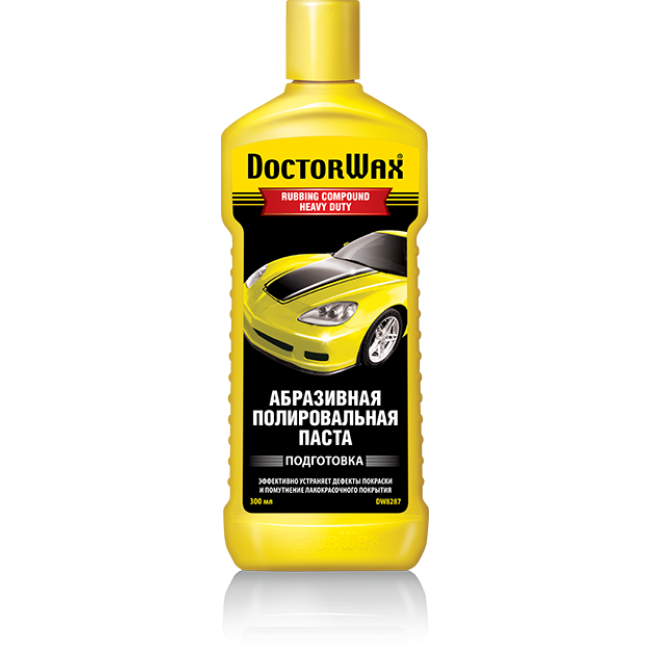 DOCTORWAX®
RUBBING COMPOUND
HEAVY DUTY
АБРАЗИВНАЯ
ПОЛИРОВАЛЬНАЯ
ПАСТА
ПОДГОТОВКА
ЭФФЕКТИВНО УСТРАНЯЕТ ДЕФЕКТЫ ПОКРАСКИ
И ПОМУТНЕНИЕ ЛАКОКРАСОЧНОГО ПОКРЫТИЯ
300 мл DW8287
DOCTORWAX